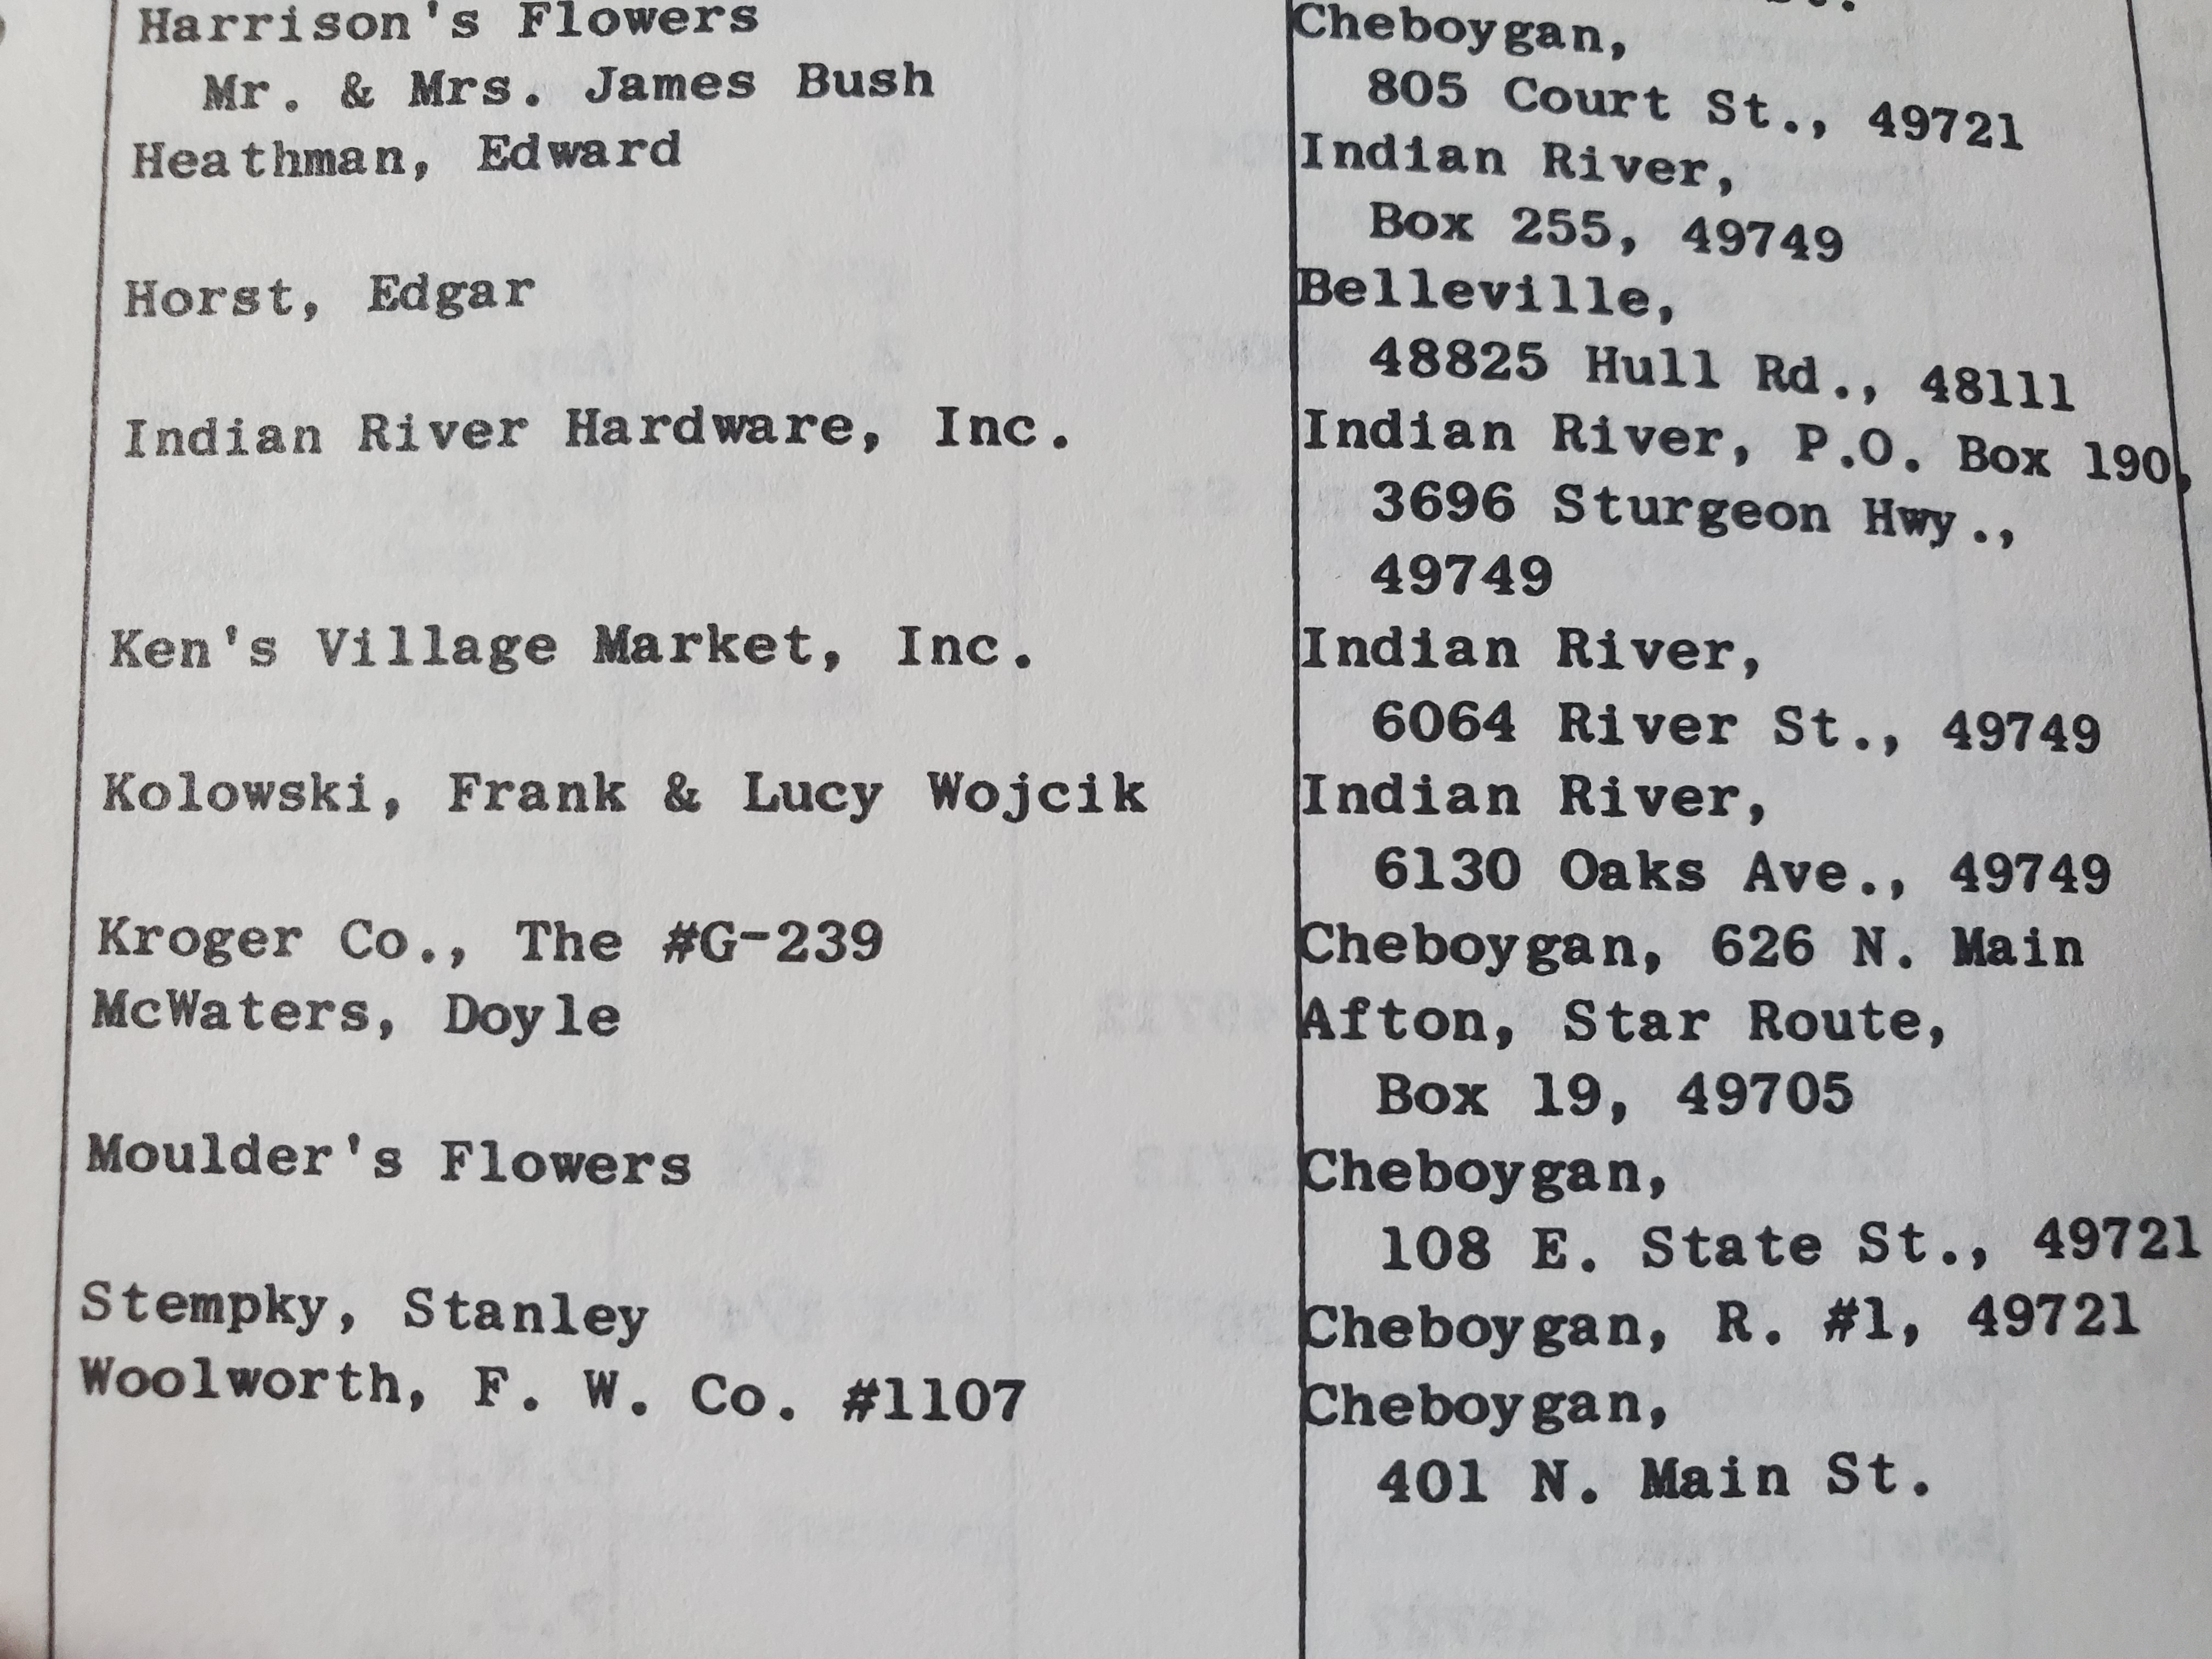 Harrison's Flowers Cheboygan,
Mr. & Mrs. James Bush 805 Court St., 49721
Heathman, Edward Indian River,
Box 255, 49749
Horst, Edgar Belleville,
48825 Hull Rd., 48111
Indian River Hardware, Inc. Indian River, P.O. Box 190,
3696 Sturgeon Hwy.,
49749
Ken's Village Market, Inc. Indian River,
6064 River St., 49749
Kolowski, Frank & Lucy Wojcik Indian River,
6130 Oaks Ave., 49749
Kroger Co., The #G-239 Cheboygan, 626 N. Main
McWaters, Doyle Afton, Star Route,
Box 19, 49705
Moulder's Flowers Cheboygan,
108 E. State St., 49721
Stempky, Stanley Cheboygan, R. #1, 49721
Woolworth, F. W. Co. #1107 Cheboygan,
401 N. Main St.